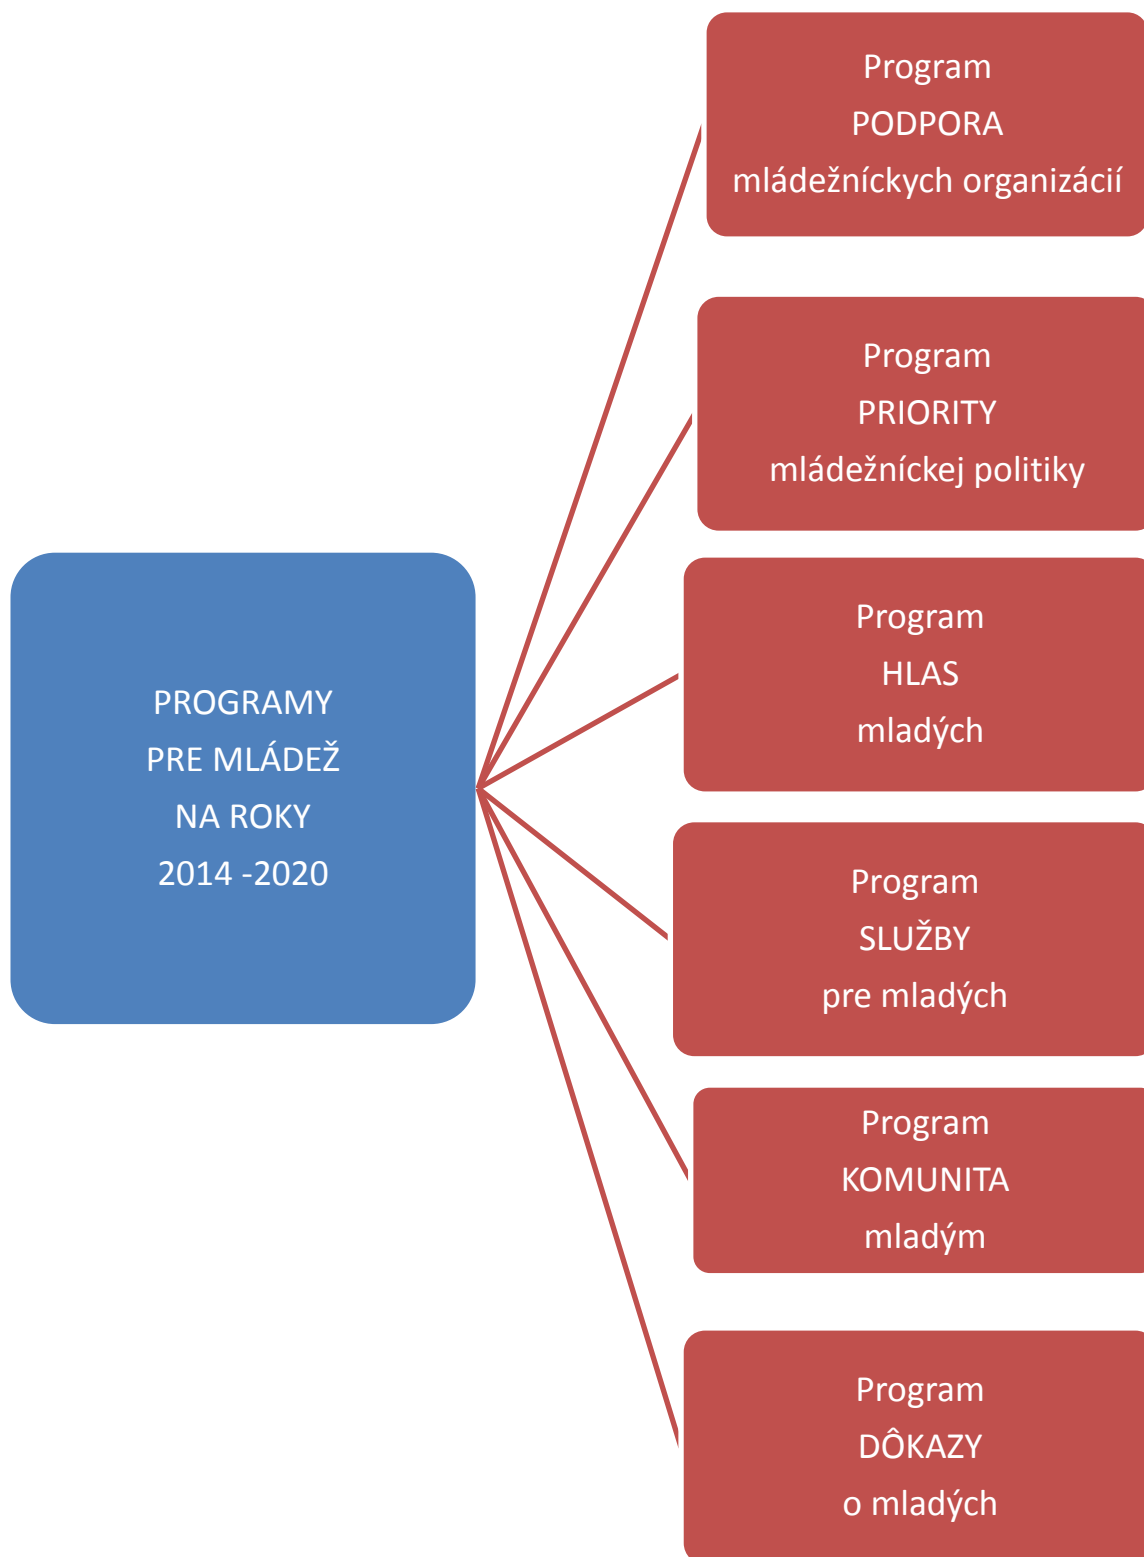 PROGRAMY
PRE MLÁDEŽ
NA ROKY
2014 -2020
Program
PODPORA
mládežníckych organizácií
Program
PRIORITY
mládežníckej politiky
Program
HLAS
mladých
Program
SLUŽBY
pre mladých
Program
KOMUNITA
mladým
Program
DÔKAZY
o mladých